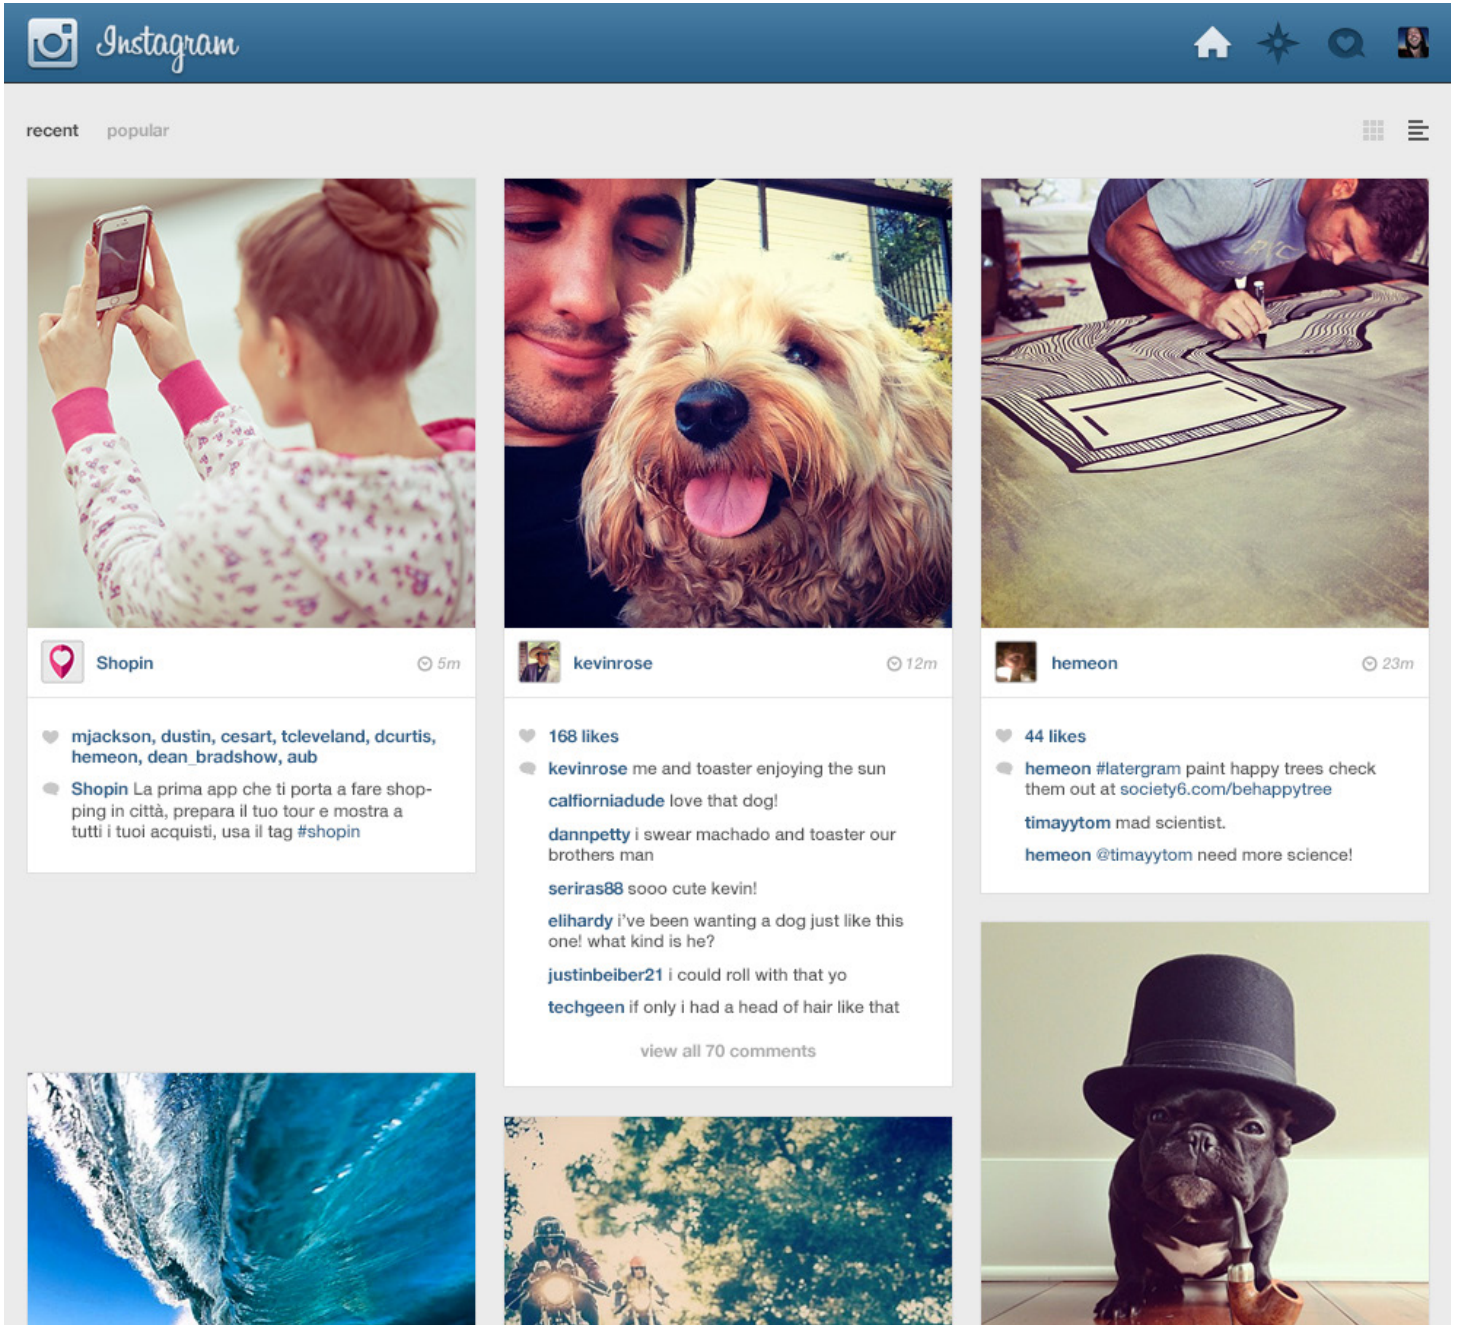 Instagram
recent popular
Shopin 5m
mjackson, dustin, cesart, tcleveland, dcurtis,
hemeon, dean_bradshow, aub
Shopin La prima app che ti porta a fare shop-
ping in città, prepara il tuo tour e mostra a
tutti i tuoi acquisti, usa il tag #shopin
kevinrose 12m
168 likes
kevinrose me and toaster enjoying the sun
calfiorniadude love that dog!
dannpetty i swear machado and toaster our
brothers man
seriras88 sooo cute kevin!
elihardy i've been wanting a dog just like this
one! what kind is he?
justinbeiber21 i could roll with that yo
techgeen if only i had a head of hair like that
view all 70 comments
hemeon 23m
44 likes
hemeon #latergram paint happy trees check
them out at society6.com/behappytree
timayytom mad scientist.
hemeon @timayytom need more science!